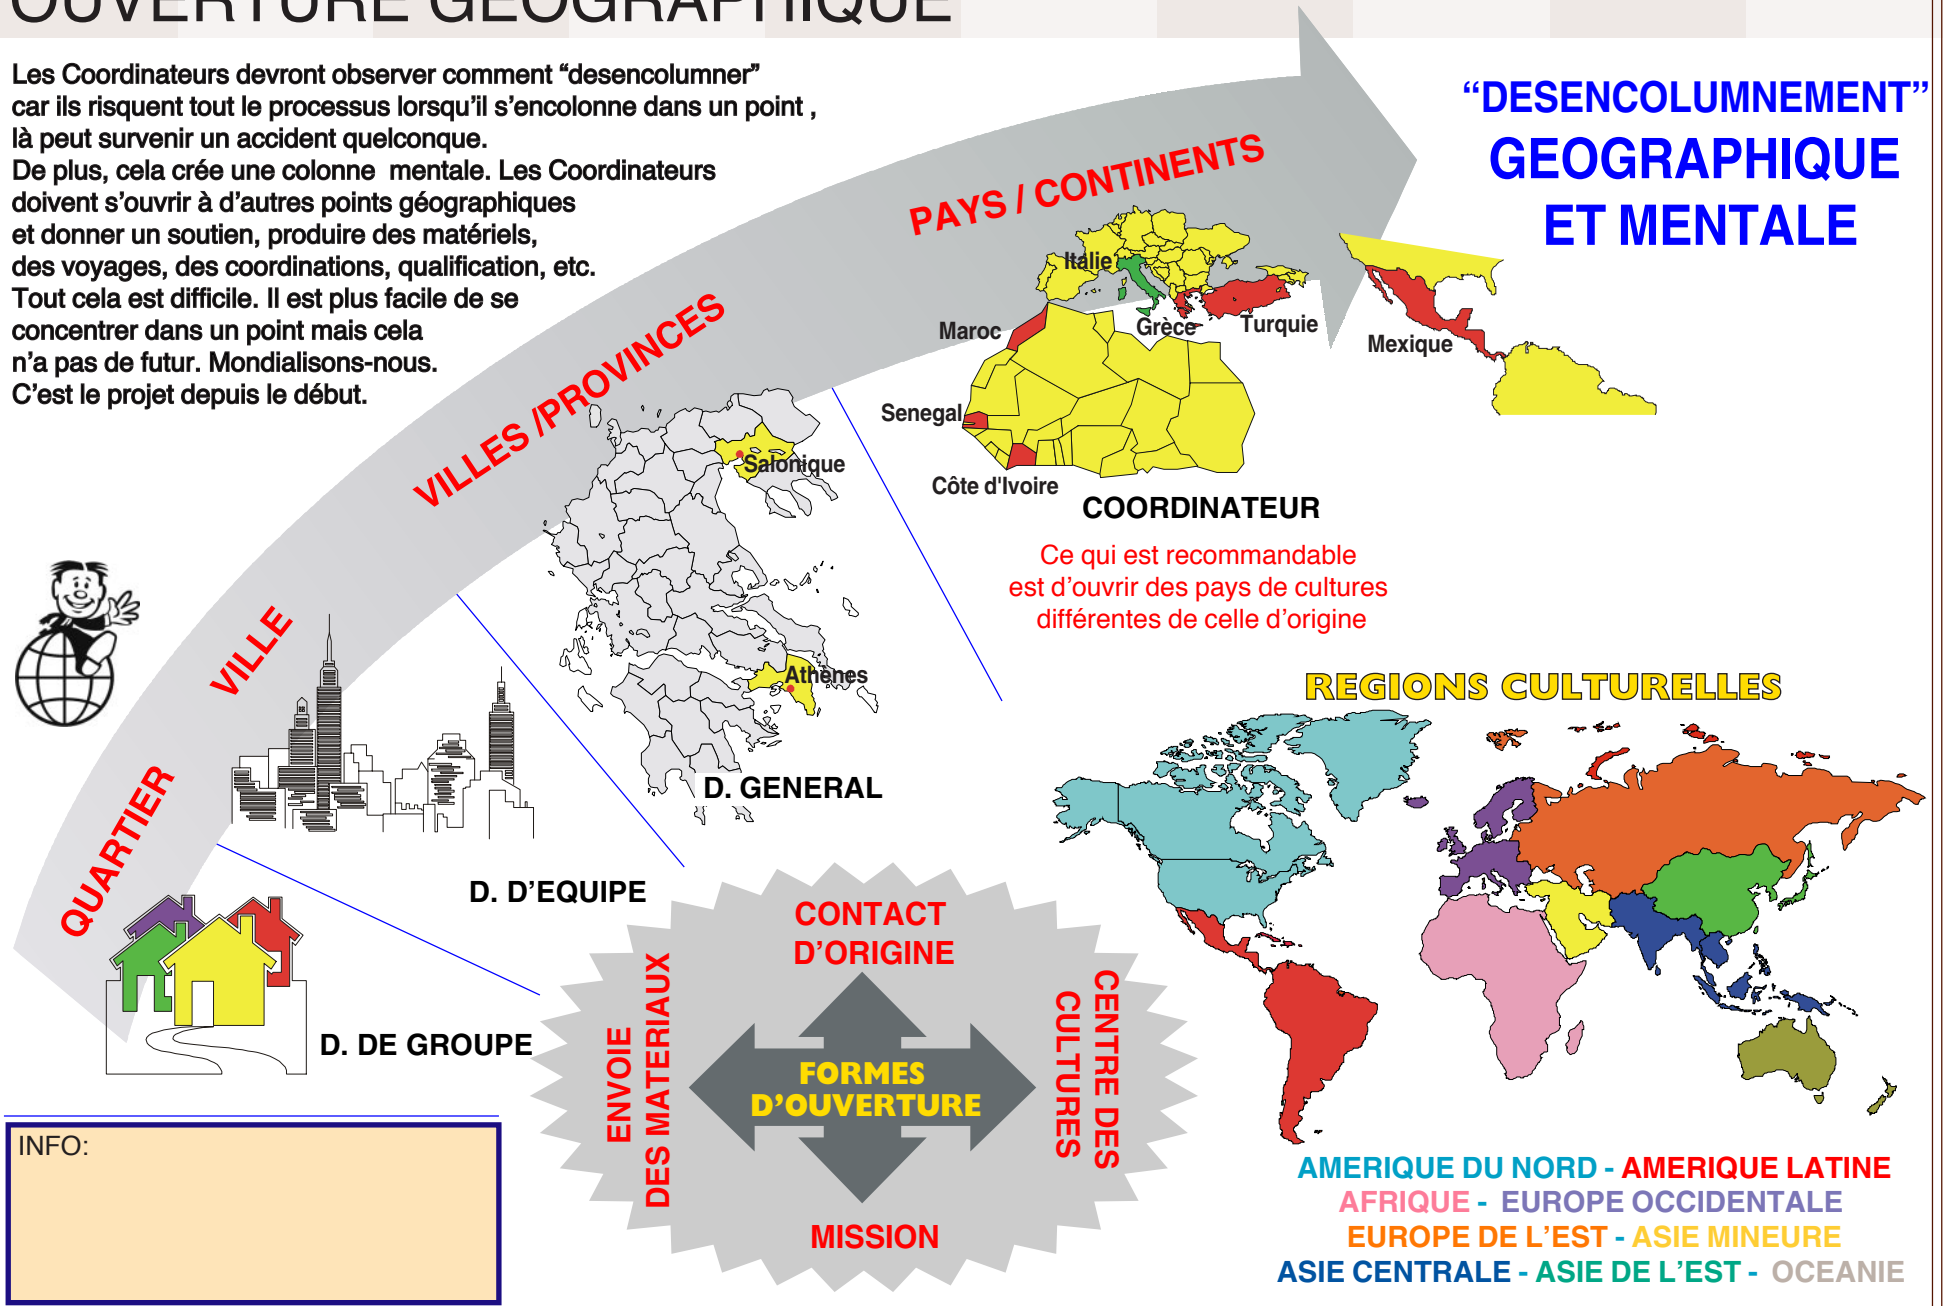 OUVERTURE GEOGRAPHIQUE
Les Coordinateurs devront observer comment “desencolumner”
car ils risquent tout le processus lorsqu’il s’encolonne dans un point ,
là peut survenir un accident quelconque.
De plus, cela crée une colonne  mentale. Les Coordinateurs
doivent s’ouvrir à d’autres points géographiques
et donner un soutien, produire des matériels,
des voyages, des coordinations, qualification, etc.
Tout cela est difficile. Il est plus facile de se
concentrer dans un point mais cela
n’a pas de futur. Mondialisons-nous.
C’est le projet depuis le début.
“DESENCOLUMNEMENT”
GEOGRAPHIQUE
ET MENTALE
PAYS / CONTINENTS
VILLES /PROVINCES
VILLE
QUARTIER
Italie
Maroc
Grèce
Turquie
Mexique
Senegal
Côte d'Ivoire
Salonique
Athènes
COORDINATEUR
Ce qui est recommandable
est d’ouvrir des pays de cultures
différentes de celle d’origine
D. GENERAL
D. D’EQUIPE
D. DE GROUPE
REGIONS CULTURELLES
CONTACT
D’ORIGINE
ENVOIE
DES MATERIAUX
CENTRE DES
CULTURES
FORMES
D’OUVERTURE
MISSION
INFO:
AMERIQUE DU NORD - AMERIQUE LATINE
AFRIQUE -  EUROPE OCCIDENTALE
EUROPE DE L’EST - ASIE MINEURE
ASIE CENTRALE - ASIE DE L’EST -  OCEANIE